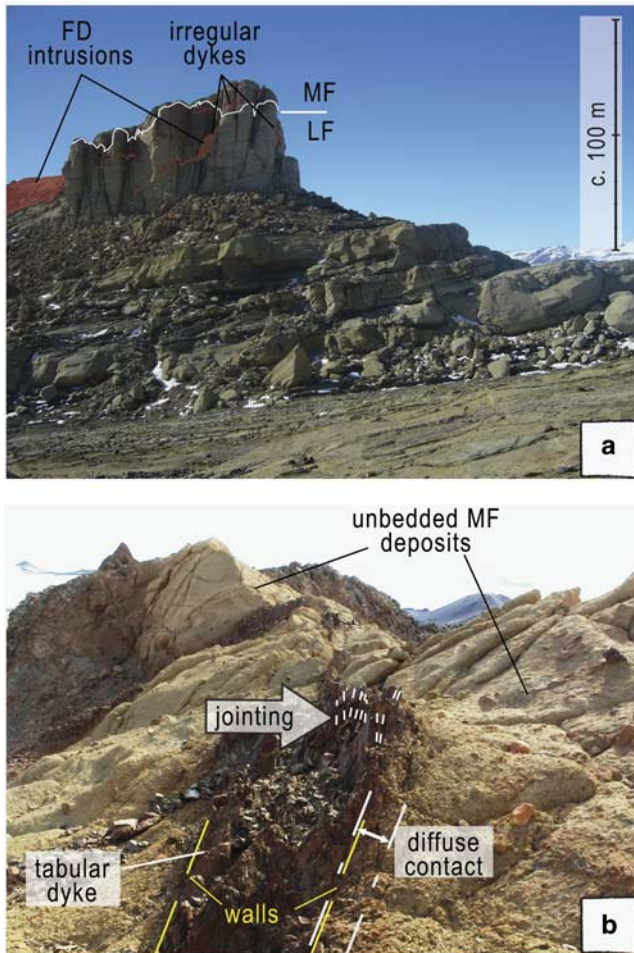 FD
intrusions
irregular
dykes
MF
LF
c. 100 m
a
unbedded MF
deposits
jointing
tabular
dyke
walls
diffuse
contact
b